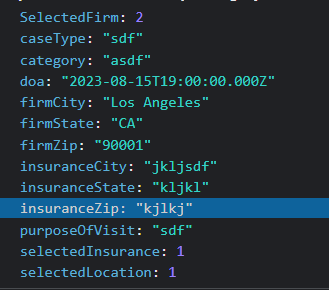 SelectedFirm: 2
caseType: "sdf"
category: "asdf"
doa: "2023-08-15T19:00:00.000Z"
firmCity: "Los Angeles"
firmState: "CA"
firmZip: "90001"
insuranceCity: "jkljsdf"
insuranceState: "kljkl"
insuranceZip: "kjlkj"
purposeOfVisit: "sdf"
selectedInsurance: 1
selectedLocation: 1